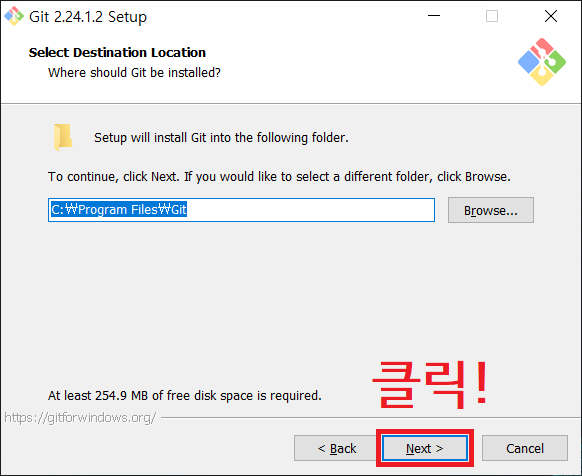 Git 2.24.1.2 Setup
Select Destination Location
Where should Git be installed?
Setup will install Git into the following folder.
To continue, click Next. If you would like to select a different folder, click Browse.
C:₩Program Files₩Git
Browse...
클릭!
At least 254.9 MB of free disk space is required.
https://gitforwindows.org/
< Back
Next >
Cancel